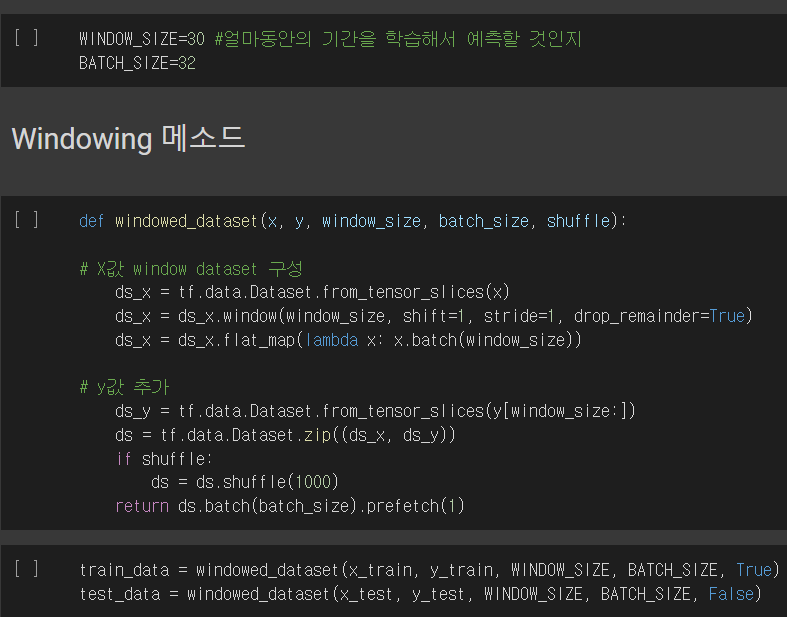 [ ] WINDOW_SIZE=30 #얼마동안의 기간을 학습해서 예측할 것인지
BATCH_SIZE=32
Windowing 메소드
[ ] def windowed_dataset(x, y, window_size, batch_size, shuffle):
# X값 window dataset 구성
ds_x = tf.data.Dataset.from_tensor_slices(x)
ds_x = ds_x.window(window_size, shift=1, stride=1, drop_remainder=True)
ds_x = ds_x.flat_map(lambda x: x.batch(window_size))
# y값 추가
ds_y = tf.data.Dataset.from_tensor_slices(y[window_size:])
ds = tf.data.Dataset.zip((ds_x, ds_y))
if shuffle:
ds = ds.shuffle(1000)
return ds.batch(batch_size).prefetch(1)
[ ] train_data = windowed_dataset(x_train, y_train, WINDOW_SIZE, BATCH_SIZE, True)
test_data = windowed_dataset(x_test, y_test, WINDOW_SIZE, BATCH_SIZE, False)